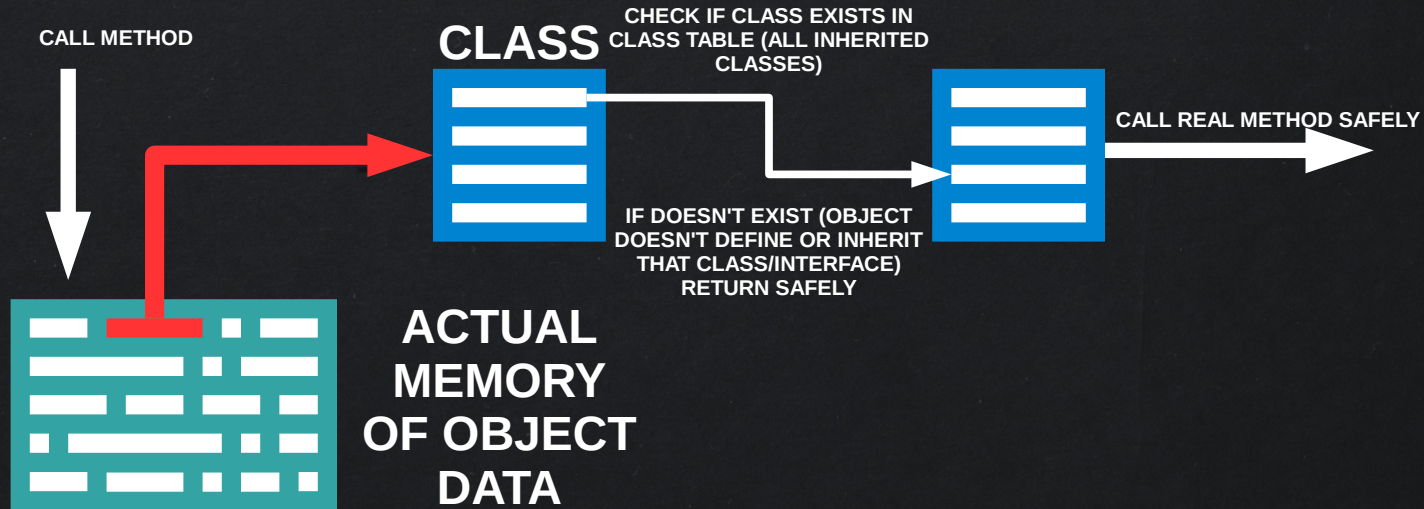 CALL METHOD
CLASS
CHECK IF CLASS EXISTS IN
CLASS TABLE (ALL INHERITED
CLASSES)
CALL REAL METHOD SAFELY
IF DOESN'T EXIST (OBJECT
DOESN'T DEFINE OR INHERIT
THAT CLASS/INTERFACE)
RETURN SAFELY
ACTUAL
MEMORY
OF OBJECT
DATA